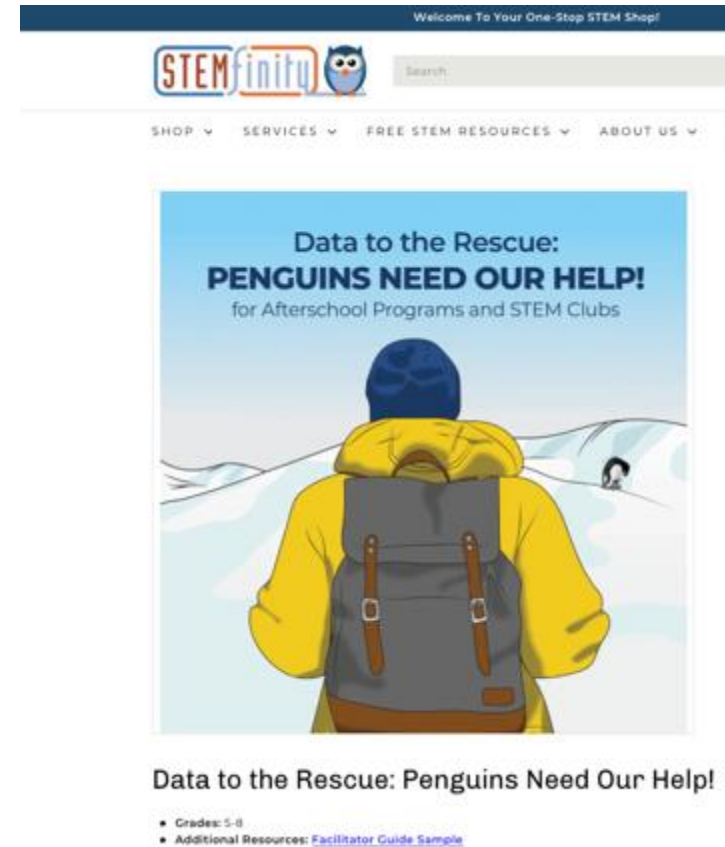 Welcome To Your One-Stop STEM Shop!
STEMfinity
Search
SHOP SERVICES FREE STEM RESOURCES ABOUT US
Data to the Rescue:
PENGUINS NEED OUR HELP!
for Afterschool Programs and STEM Clubs
Data to the Rescue: Penguins Need Our Help!
• Grades: 5-8
• Additional Resources: Facilitator Guide Sample